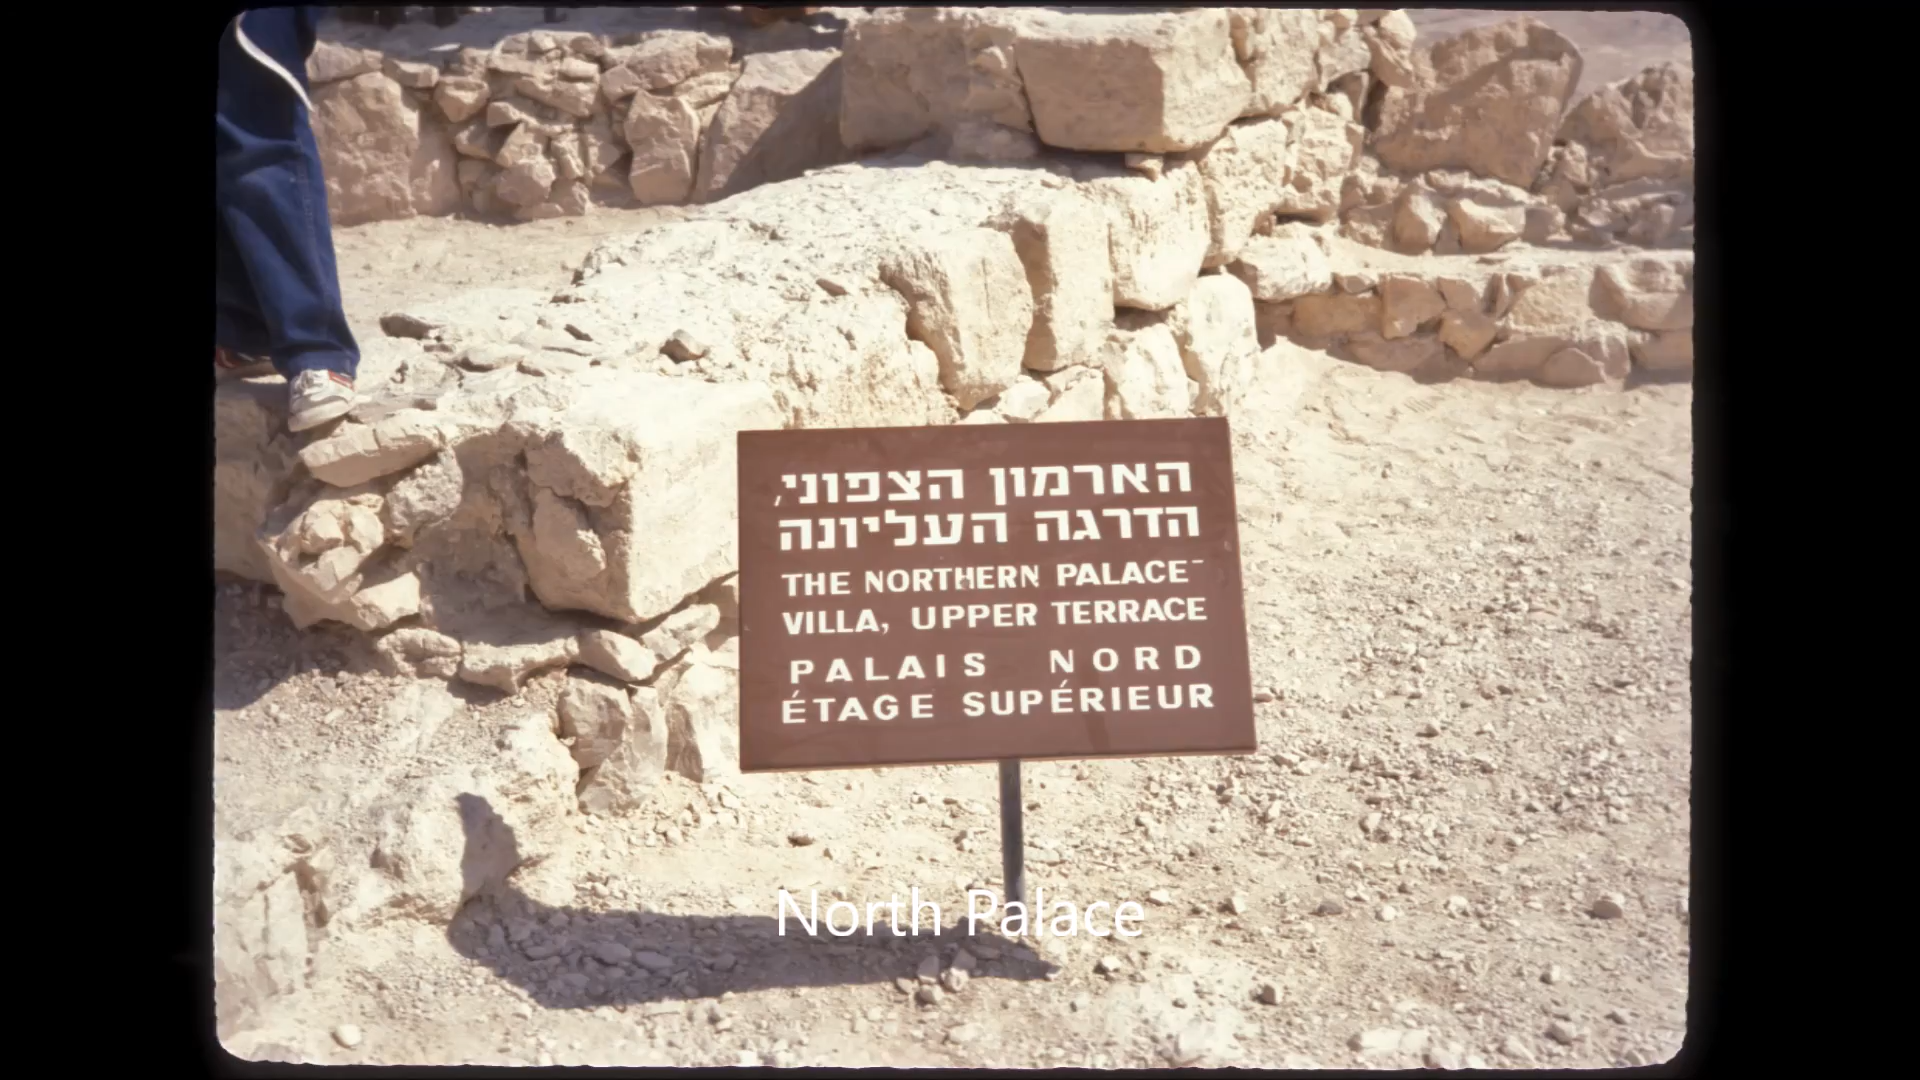 הארמון הצפוני,
הדרגה העליונה
THE NORTHERN PALACE-
VILLA, UPPER TERRACE
PALAIS NORD
ÉTAGE SUPÉRIEUR
North Palace